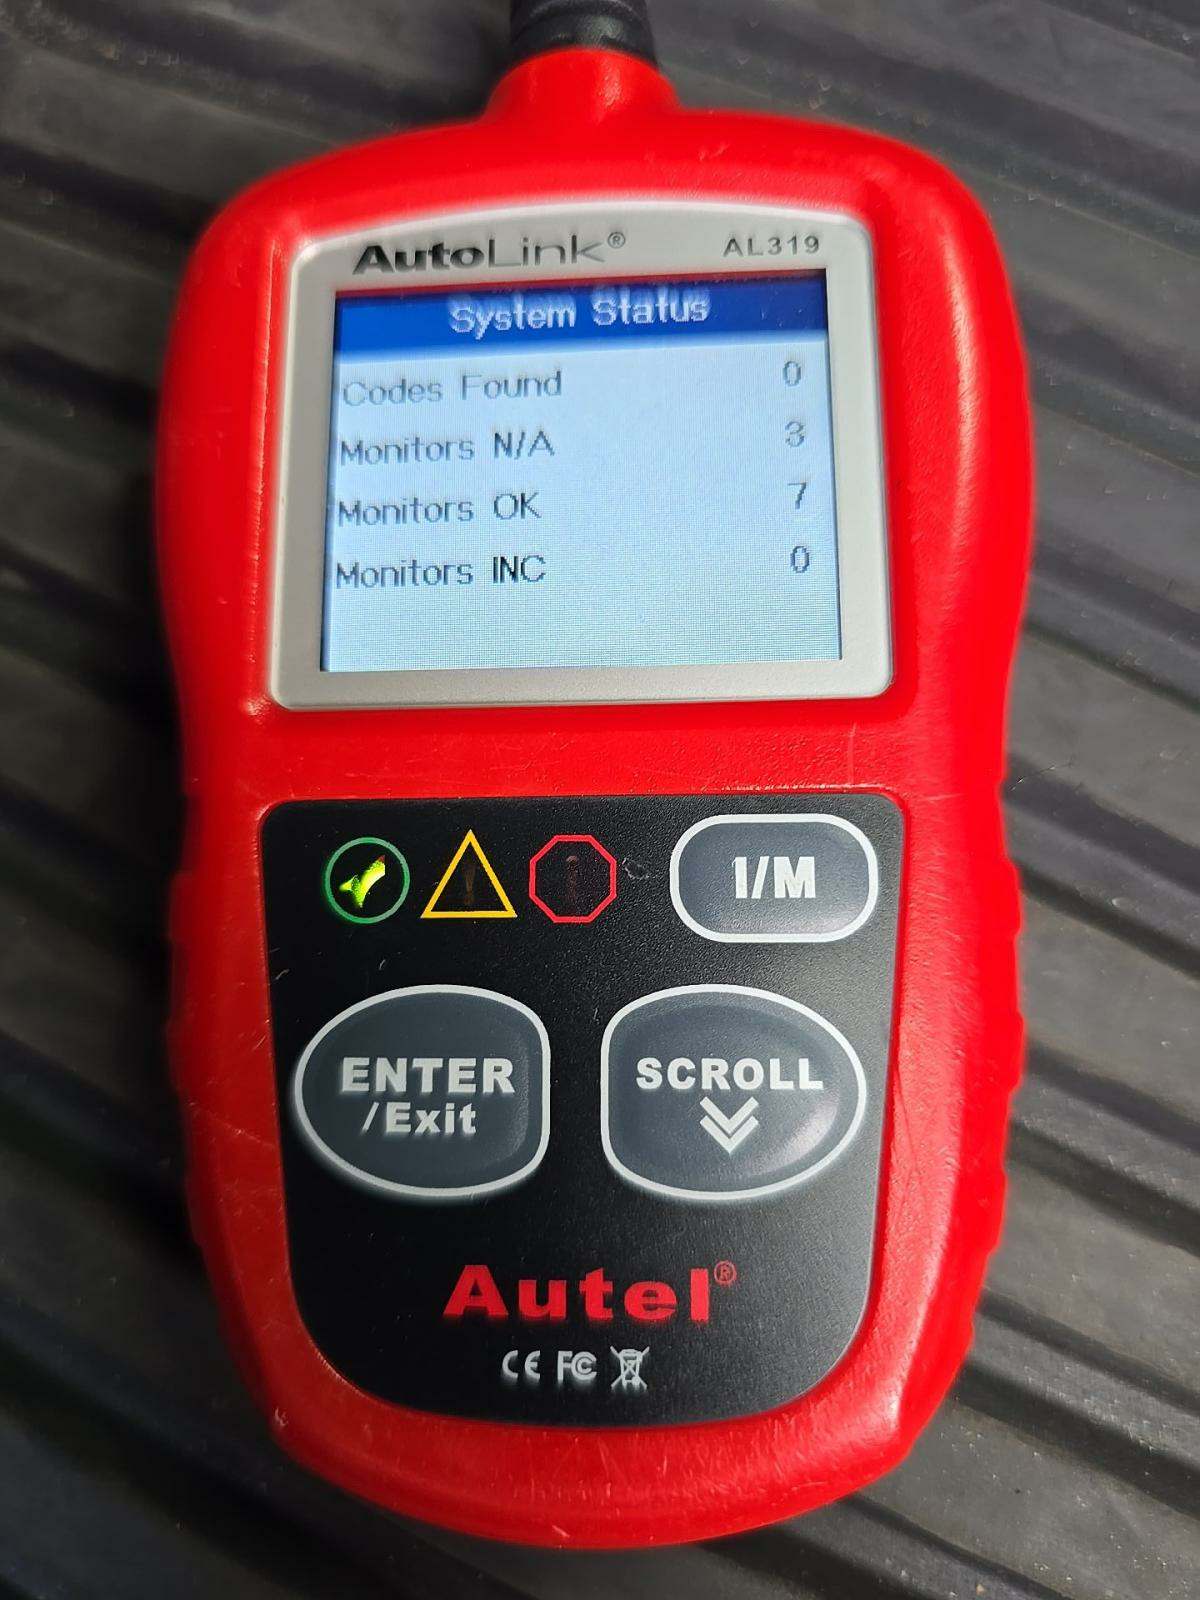 AutoLink® AL319
System Status
Codes Found 0
Monitors N/A 3
Monitors OK 7
Monitors INC 0
I/M
ENTER
/Exit
SCROLL
Autel®
CE FC